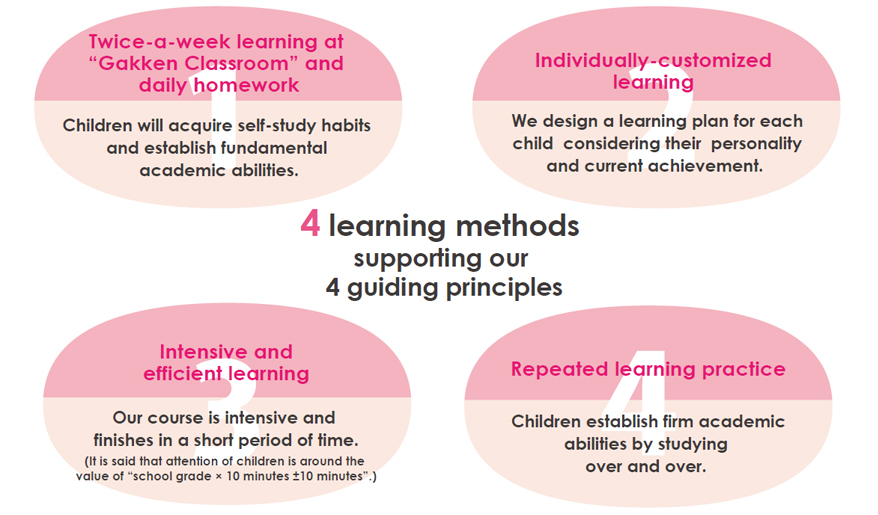 1
Twice-a-week learning at
“Gakken Classroom” and
daily homework
Children will acquire self-study habits
and establish fundamental
academic abilities.
2
Individually-customized
learning
We design a learning plan for each
child considering their personality
and current achievement.
4 learning methods
supporting our
4 guiding principles
3
Intensive and
efficient learning
Our course is intensive and
finishes in a short period of time.
(It is said that attention of children is around the
value of “school grade × 10 minutes ±10 minutes”.)
4
Repeated learning practice
Children establish firm academic
abilities by studying
over and over.